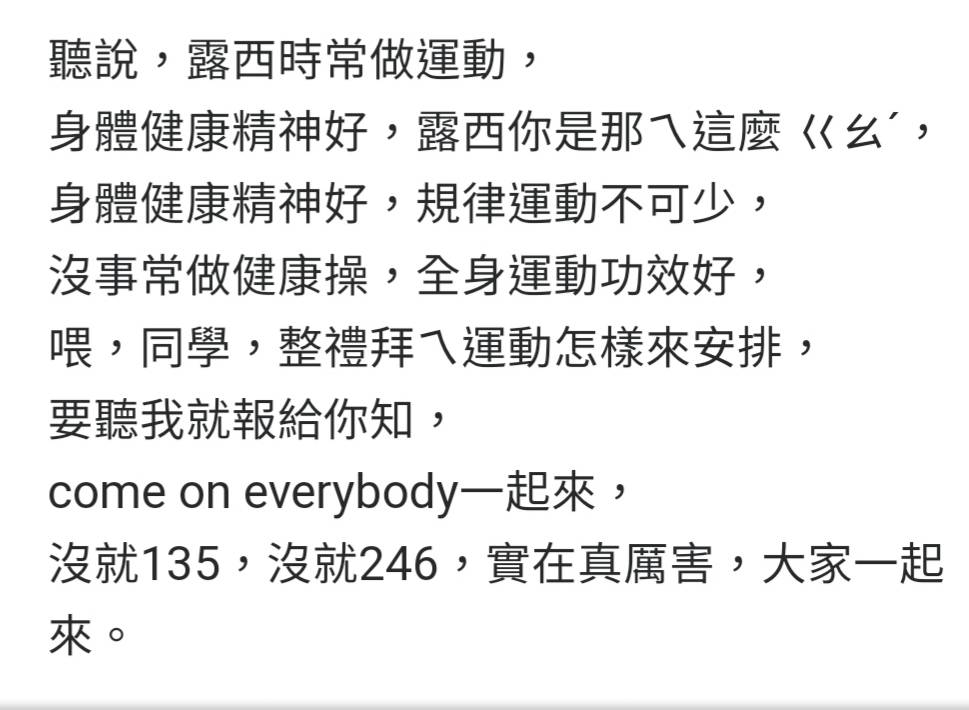 聽說，露西時常做運動，
身體健康精神好，露西你是那ㄟ這麼ㄍㄠˊ，
身體健康精神好，規律運動不可少，
沒事常做健康操，全身運動功效好，
喂，同學，整禮拜ㄟ運動怎樣來安排，
要聽我就報給你知，
come on everybody一起來，
沒就135，沒就246，實在真厲害，大家一起
來。